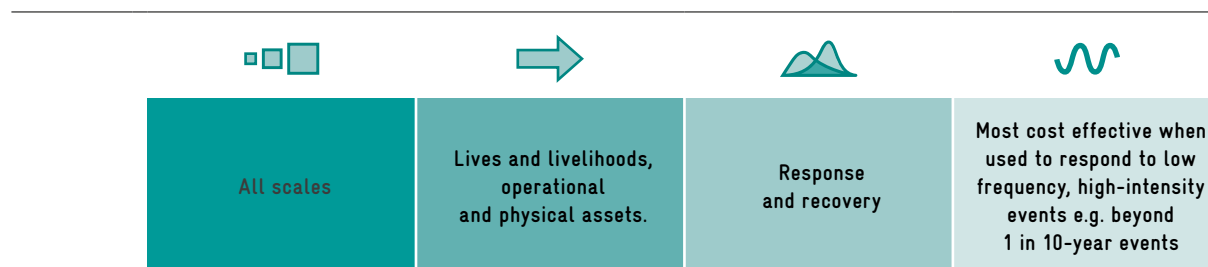 All scales
Lives and livelihoods,
operational
and physical assets.
Response
and recovery
Most cost effective when
used to respond to low
frequency, high-intensity
events e.g. beyond
1 in 10-year events